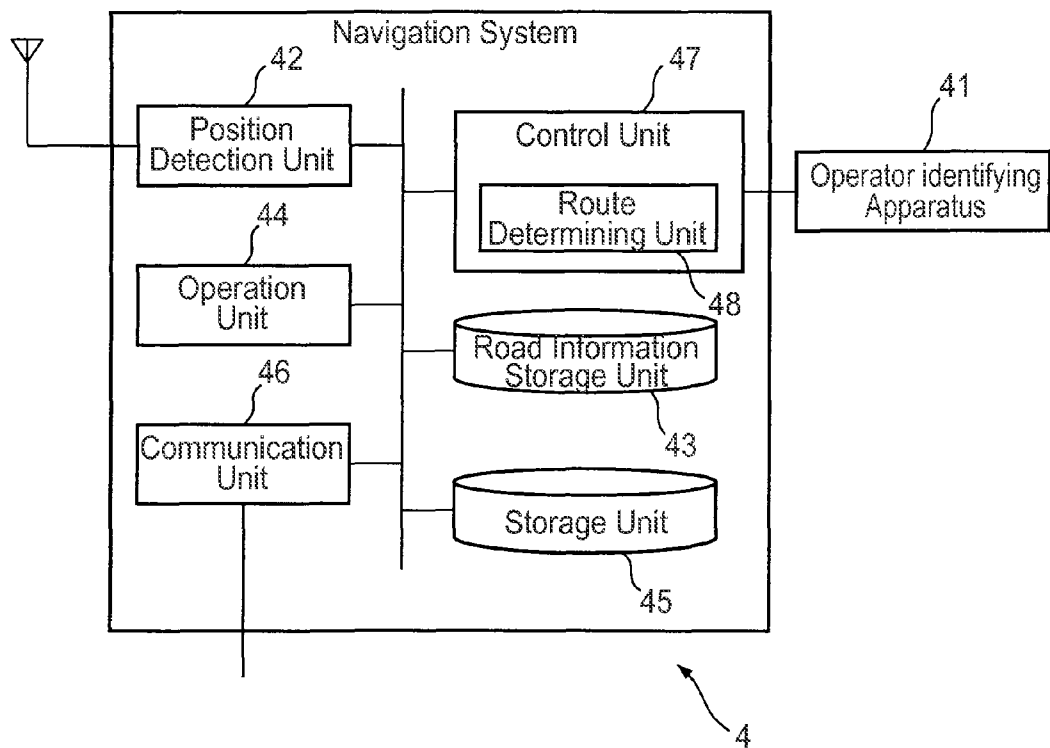 Navigation System
42
47
41
Position
Detection Unit
Control Unit
Operator identifying
Apparatus
Route
Determining Unit
44
48
Operation
Unit
Road Information
Storage Unit
46
43
Communication
Unit
Storage Unit
45
4